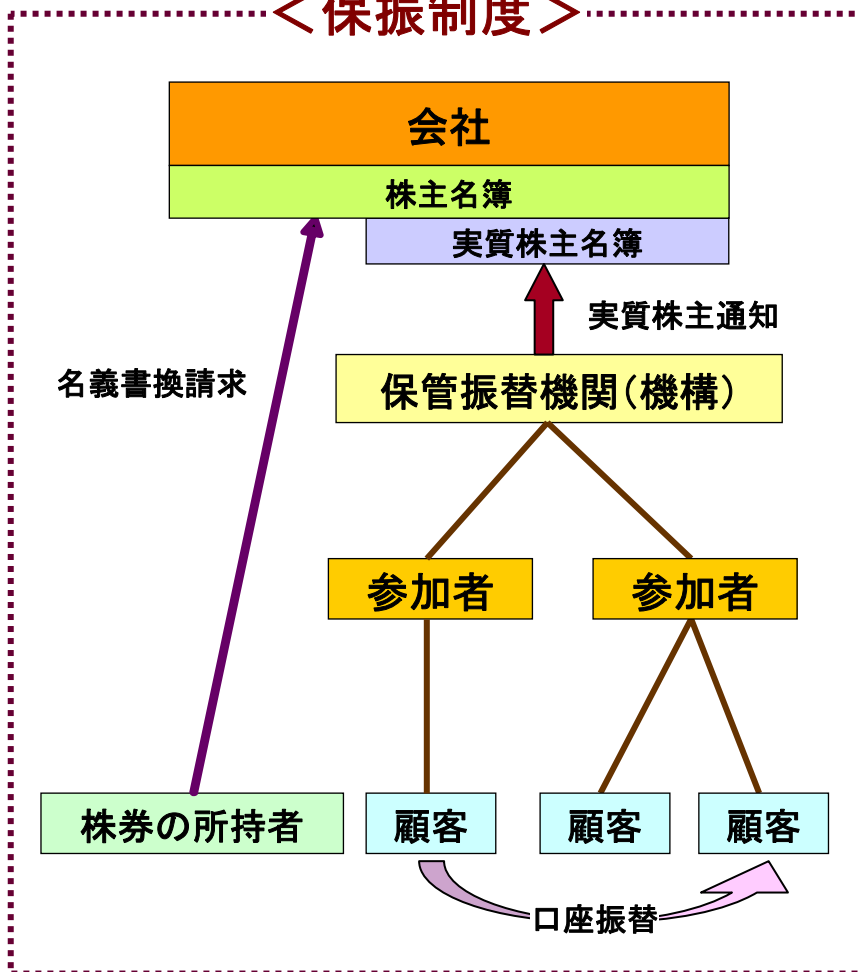 ＜保振制度＞
会社
株主名簿
実質株主名簿
実質株主通知
名義書換請求
保管振替機関（機構）
参加者
参加者
株券の所持者
顧客
顧客
顧客
口座振替